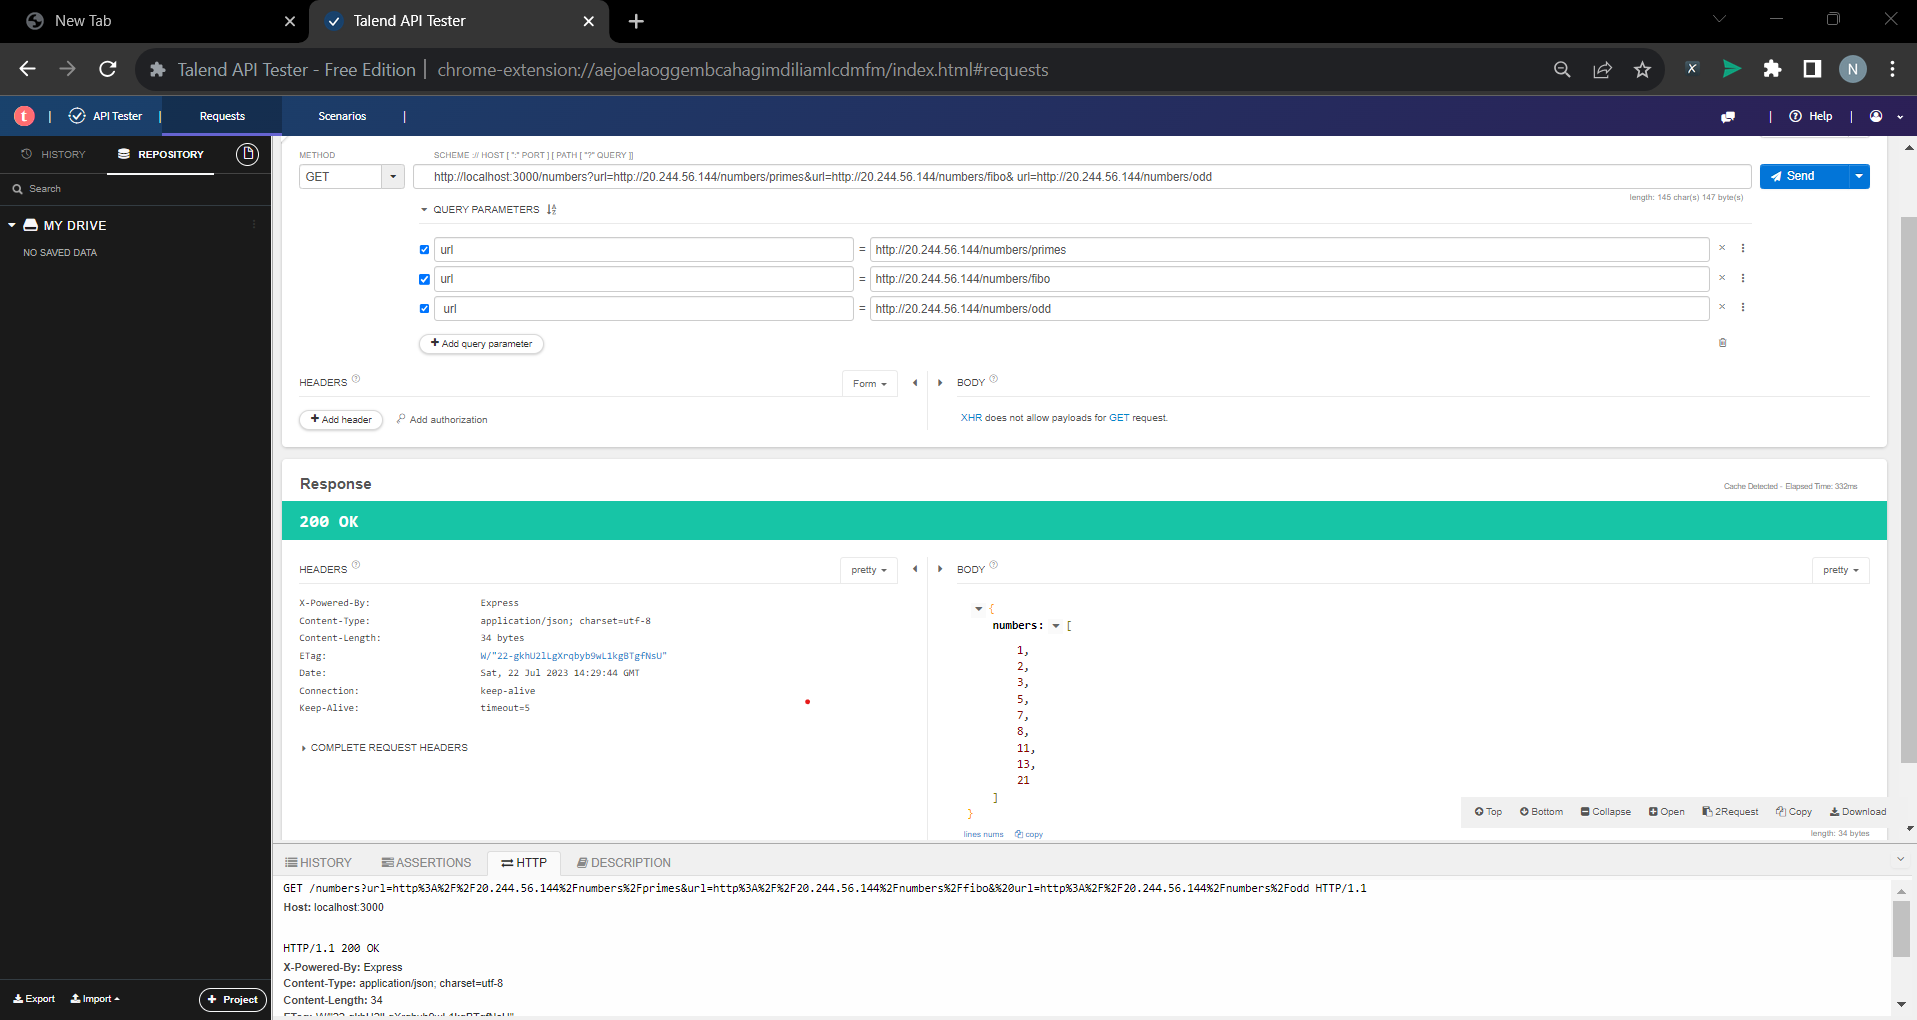 New Tab
Talend API Tester
Talend API Tester - Free Edition | chrome-extension://aejoelaoggembcahagimdiliamlcdmfm/index.html#requests
X
N
t | API Tester | Requests Scenarios |
| Help |
HISTORY REPOSITORY
Search
MY DRIVE
NO SAVED DATA
METHOD SCHEME :// HOST [ ":" PORT ] [ PATH [ "?" QUERY ]]
GET http://localhost:3000/numbers?url=http://20.244.56.144/numbers/primes&url=http://20.244.56.144/numbers/fibo& url=http://20.244.56.144/numbers/odd Send
length: 145 char(s) 147 byte(s)
QUERY PARAMETERS
url = http://20.244.56.144/numbers/primes
url = http://20.244.56.144/numbers/fibo
url = http://20.244.56.144/numbers/odd
+ Add query parameter
HEADERS ? Form BODY ?
+ Add header Add authorization XHR does not allow payloads for GET request.
Response Cache Detected - Elapsed Time: 332ms
200 OK
HEADERS ? pretty BODY ? pretty
X-Powered-By: Express
Content-Type: application/json; charset=utf-8
Content-Length: 34 bytes
Date: Sat, 22 Jul 2023 14:29:44 GMT
Connection: keep-alive
Keep-Alive: timeout=5
COMPLETE REQUEST HEADERS
{
numbers: [
1,
2,
3,
5,
7,
8,
11,
13,
21
]
}
Top Bottom Collapse Open 2Request Copy Download
lines nums copy length: 34 bytes
HISTORY ASSERTIONS HTTP DESCRIPTION
GET /numbers?url=http%3A%2F%2F20.244.56.144%2Fnumbers%2Fprimes&url=http%3A%2F%2F20.244.56.144%2Fnumbers%2Ffibo&%20url=http%3A%2F%2F20.244.56.144%2Fnumbers%2Fodd HTTP/1.1
Host: localhost:3000
HTTP/1.1 200 OK
X-Powered-By: Express
Content-Type: application/json; charset=utf-8
Content-Length: 34
Export Import + Project